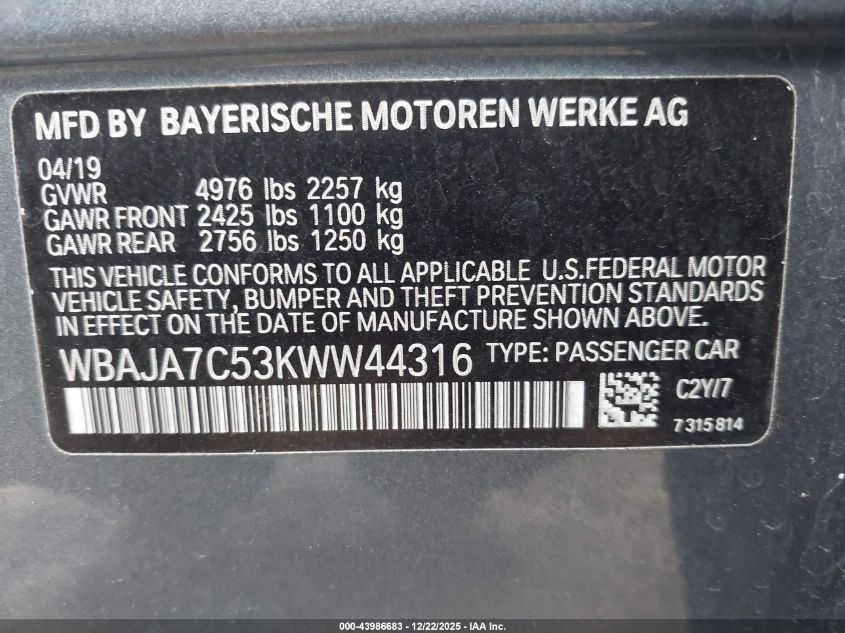 MFD BY BAYERISCHE MOTOREN WERKE AG
04/19
GVWR 4976 lbs 2257 kg
GAWR FRONT 2425 lbs 1100 kg
GAWR REAR 2756 lbs 1250 kg
THIS VEHICLE CONFORMS TO ALL APPLICABLE U.S.FEDERAL MOTOR
VEHICLE SAFETY, BUMPER AND THEFT PREVENTION STANDARDS
IN EFFECT ON THE DATE OF MANUFACTURE SHOWN ABOVE.
WBAJA7C53KWW44316 TYPE: PASSENGER CAR
C2Y/7
7315814
000-43986683 - 12/22/2025 - IAA Inc.